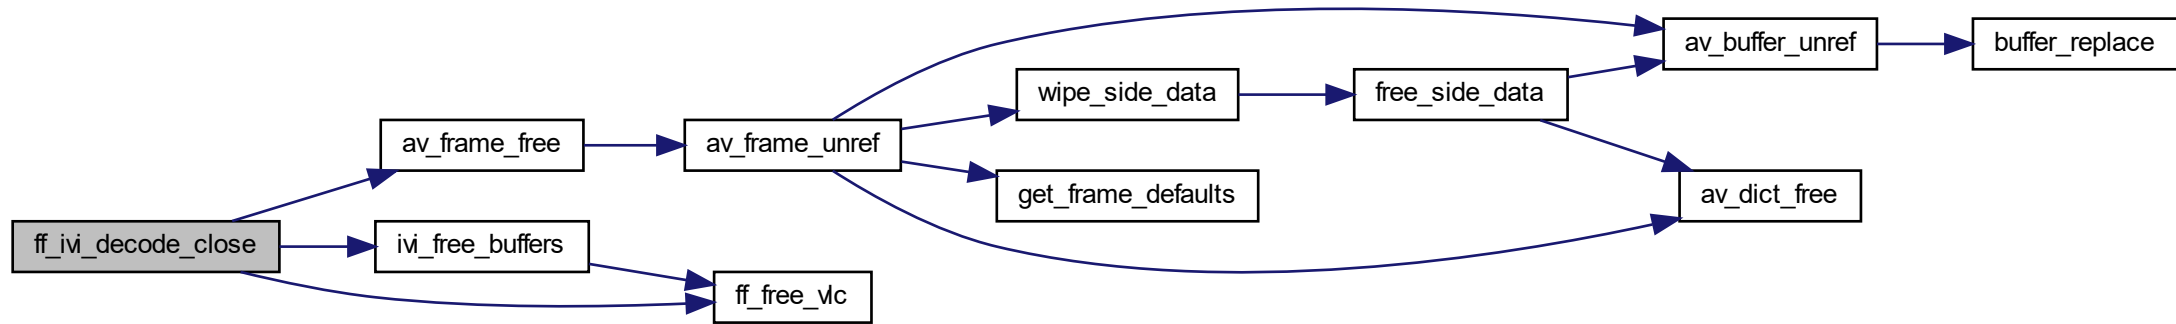 ff_ivi_decode_close
av_frame_free
ivi_free_buffers
av_frame_unref
ff_free_vlc
wipe_side_data
get_frame_defaults
free_side_data
av_buffer_unref
av_dict_free
buffer_replace